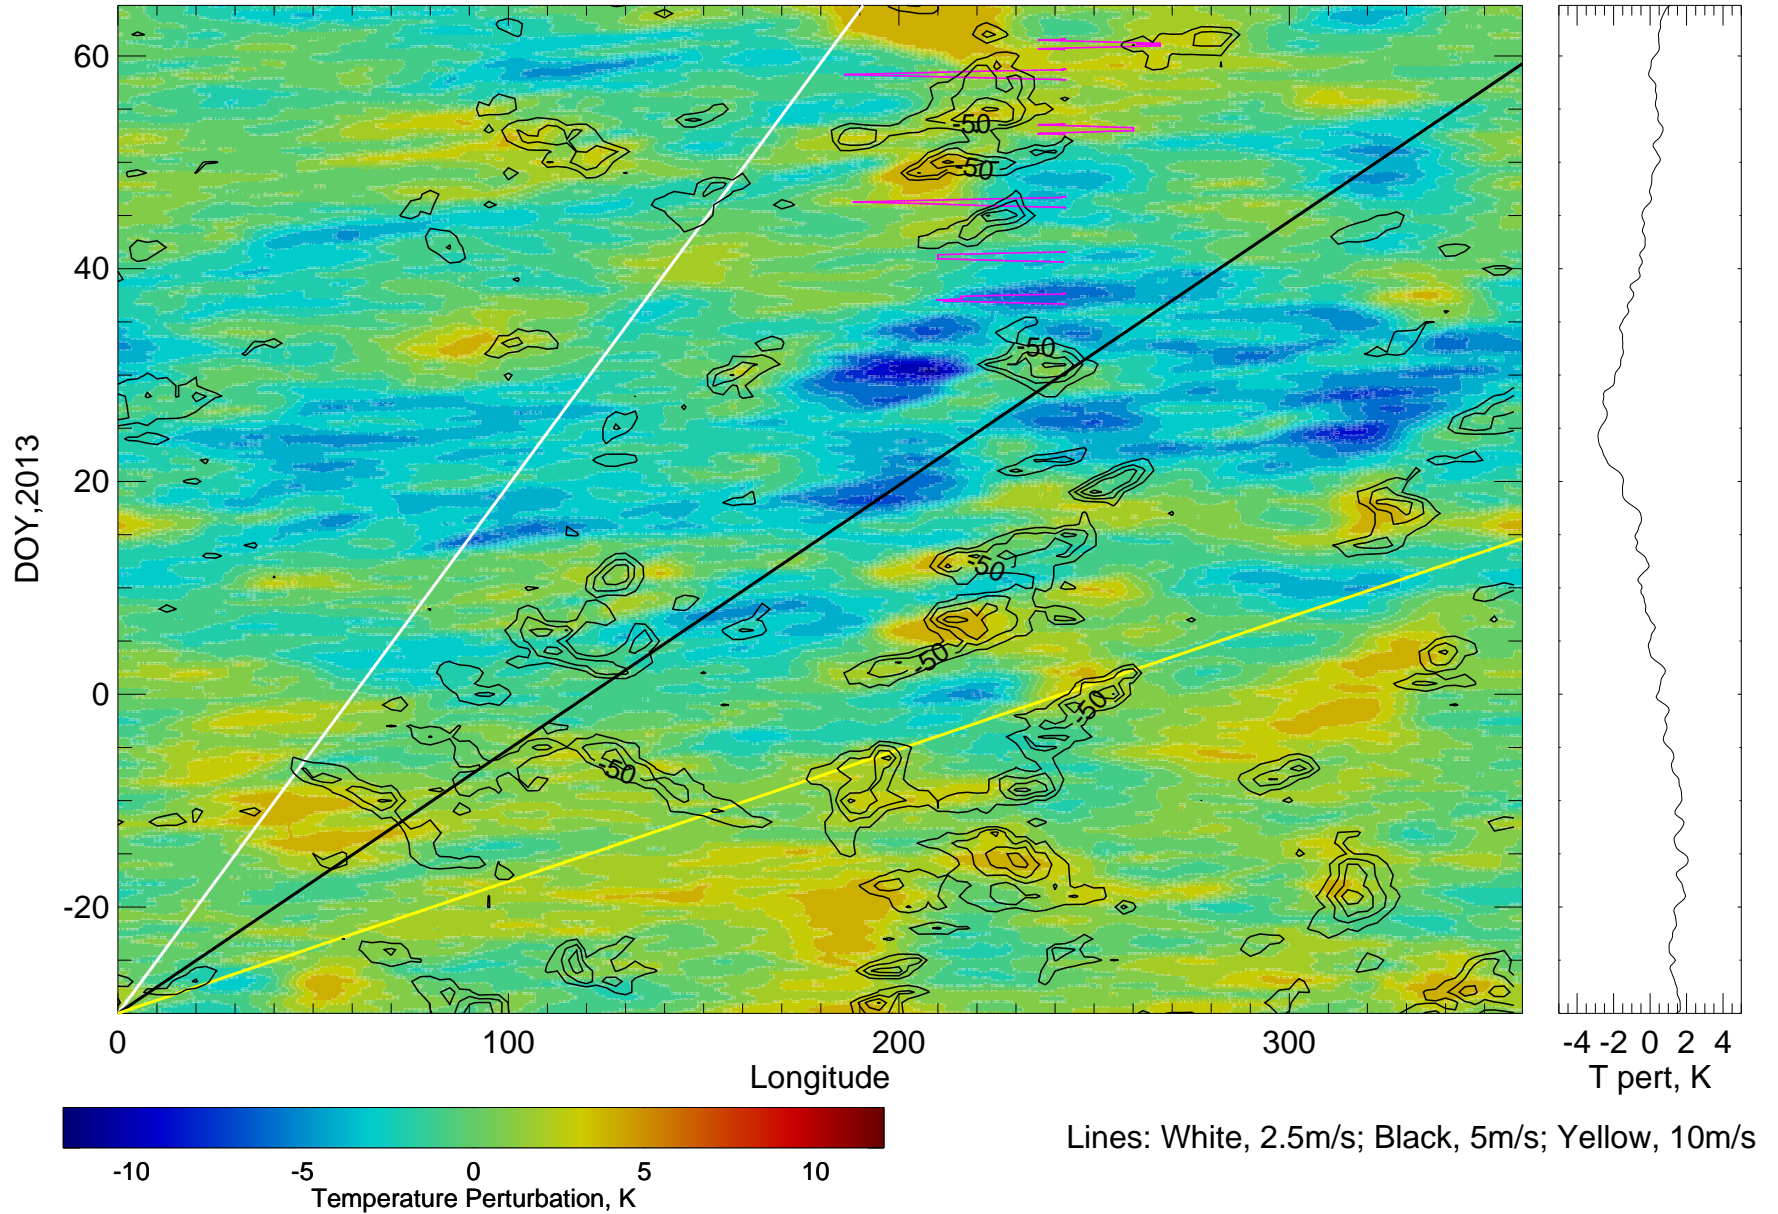 60
40
20
0
-20
DOY,2013
-50
-50
-50
-50
-50
-50
-50
0 100 200 300
Longitude
-4 -2 0 2 4
T pert, K
-10 -5 0 5 10
Temperature Perturbation, K
Lines: White, 2.5m/s; Black, 5m/s; Yellow, 10m/s